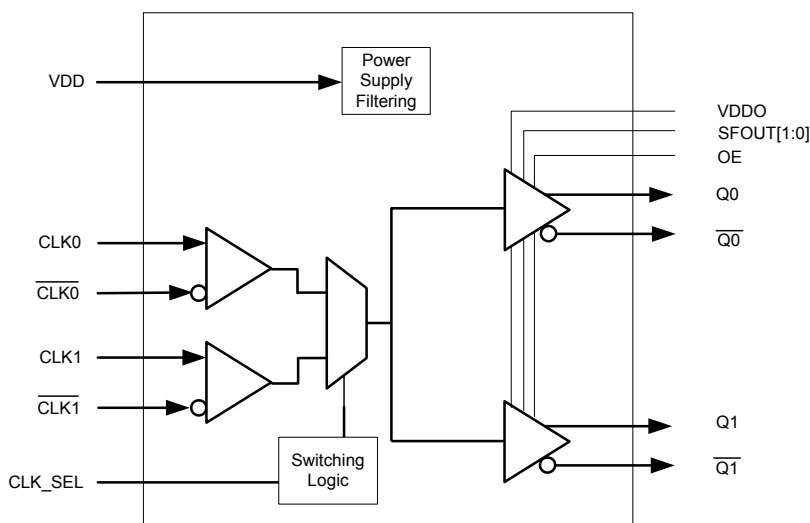 VDD
Power
Supply
Filtering
VDDO
SFOUT[1:0]
OE
Q0
Q0
CLK0
CLK0
CLK1
CLK1
CLK_SEL
Switching
Logic
Q1
Q1